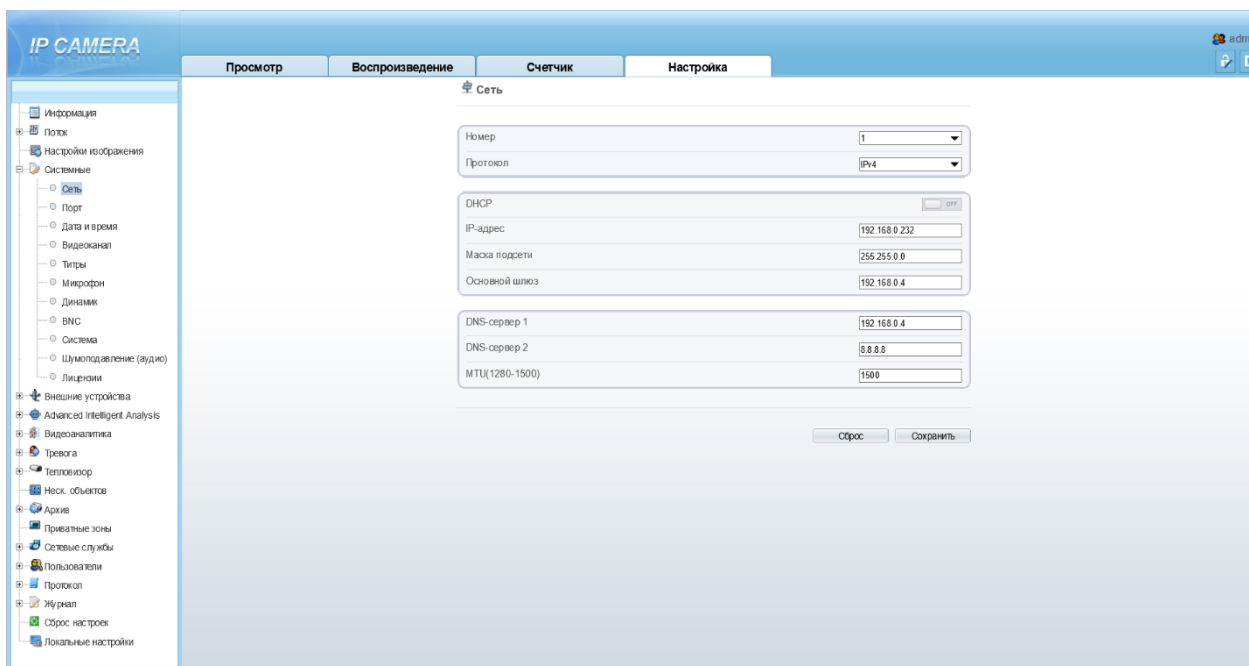 IP CAMERA
adm
Просмотр Воспроизведение Счетчик Настройка
Сеть
Информация
Поток
Настройки изображения
Системные
Сеть
Порт
Дата и время
Видеоканал
Титры
Микрофон
Динамик
BNC
Система
Шумоподавление (аудио)
Лицензии
Внешние устройства
Advanced Intelligent Analysis
Видеоаналитика
Тревога
Тепловизор
Неск. объектов
Архив
Приватные зоны
Сетевые службы
Пользователи
Протокол
Журнал
Сброс настроек
Локальные настройки
Номер 1
Протокол IPv4
DHCP OFF
IP-адрес 192.168.0.232
Маска подсети 255.255.0.0
Основной шлюз 192.168.0.4
DNS-сервер 1 192.168.0.4
DNS-сервер 2 8.8.8.8
MTU(1280-1500) 1500
Сброс Сохранить